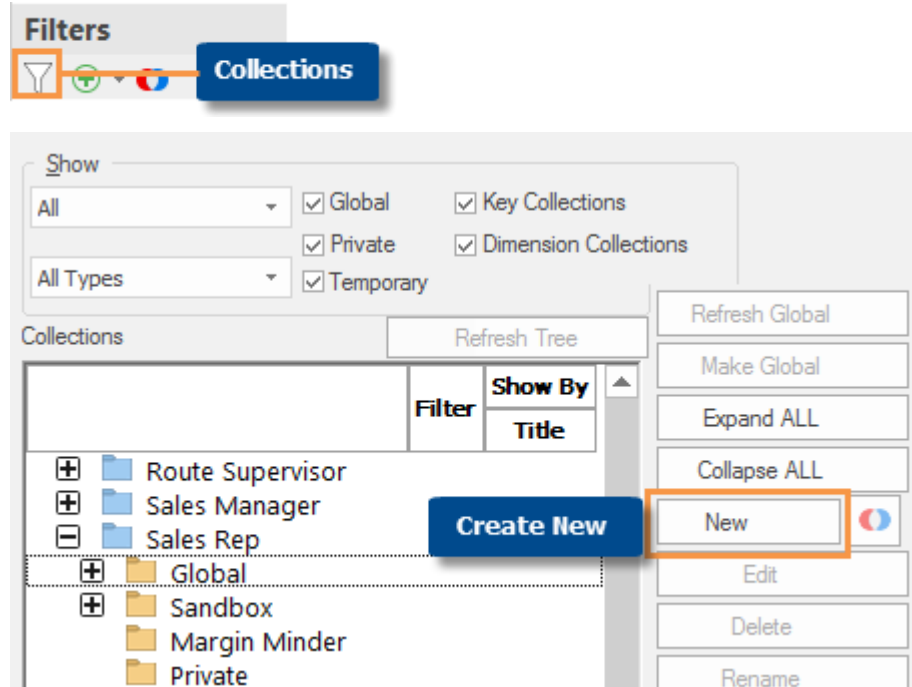 Filters
Collections
Show
All
Global
Key Collections
Private
Dimension Collections
All Types
Temporary
Refresh Global
Collections
Refresh Tree
Make Global
Filter
Show By
Title
Expand ALL
Collapse ALL
Route Supervisor
Sales Manager
Create New
New
Sales Rep
Global
Edit
Sandbox
Delete
Margin Minder
Private
Rename